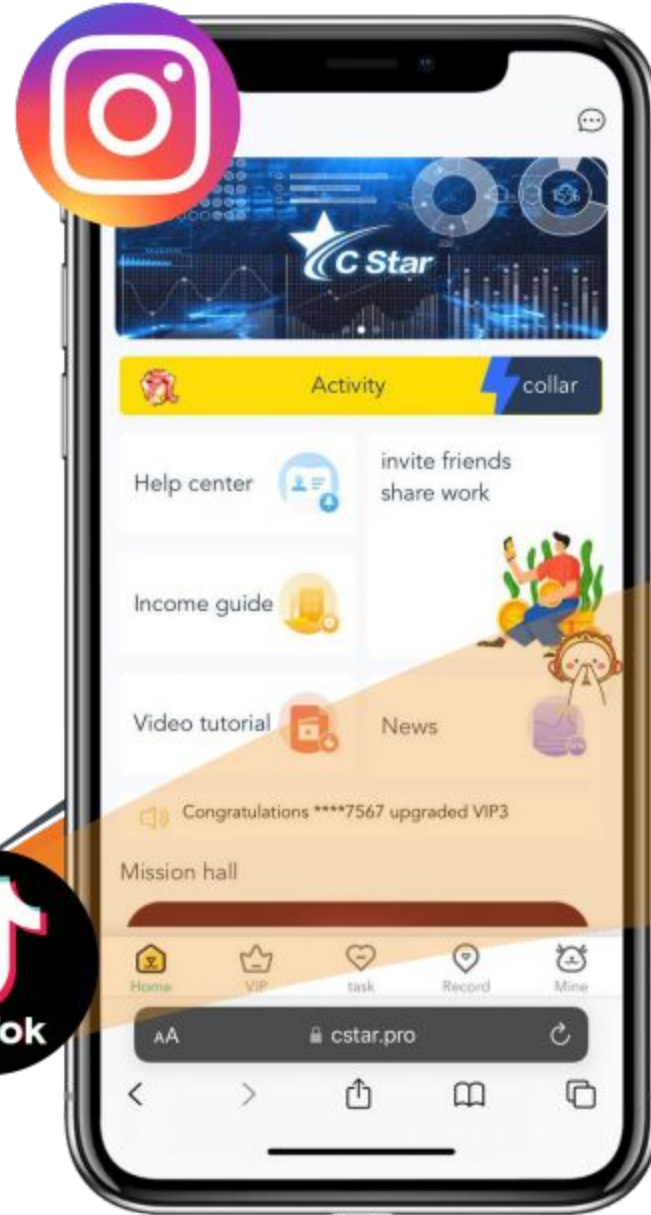 C Star
Activity
collar
Help center
invite friends
share work
Income guide
Video tutorial
News
Congratulations ****7567 upgraded VIP3
Mission hall
Home
VIP
task
Record
Mine
ok
AA
cstar.pro